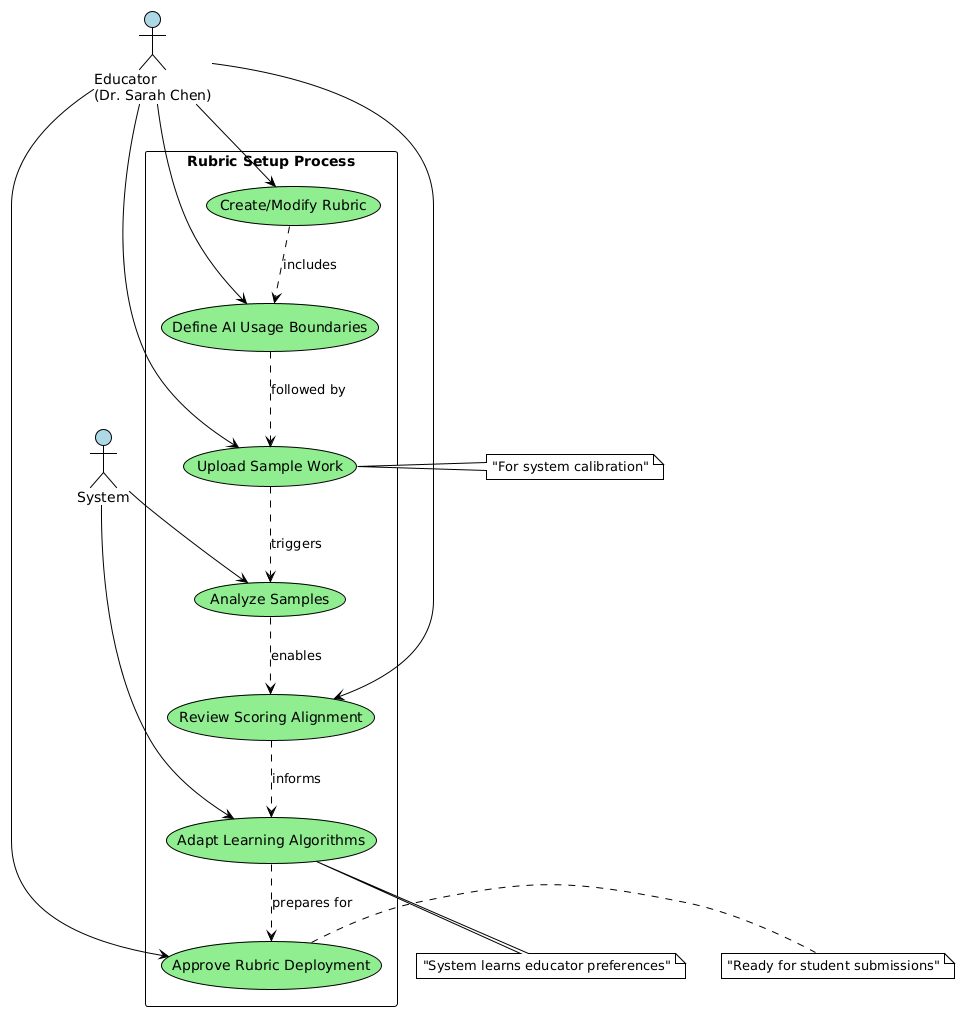 Educator
(Dr. Sarah Chen)
Rubric Setup Process
Create/Modify Rubric
includes
Define AI Usage Boundaries
followed by
Upload Sample Work
"For system calibration"
System
triggers
Analyze Samples
enables
Review Scoring Alignment
informs
Adapt Learning Algorithms
prepares for
Approve Rubric Deployment
"System learns educator preferences"
"Ready for student submissions"